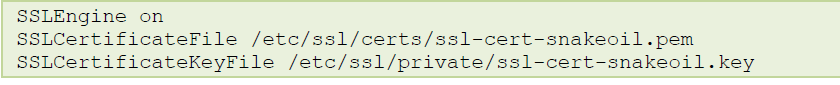 SSLEngine on
SSLCertificateFile /etc/ssl/certs/ssl-cert-snakeoil.pem
SSLCertificateKeyFile /etc/ssl/private/ssl-cert-snakeoil.key